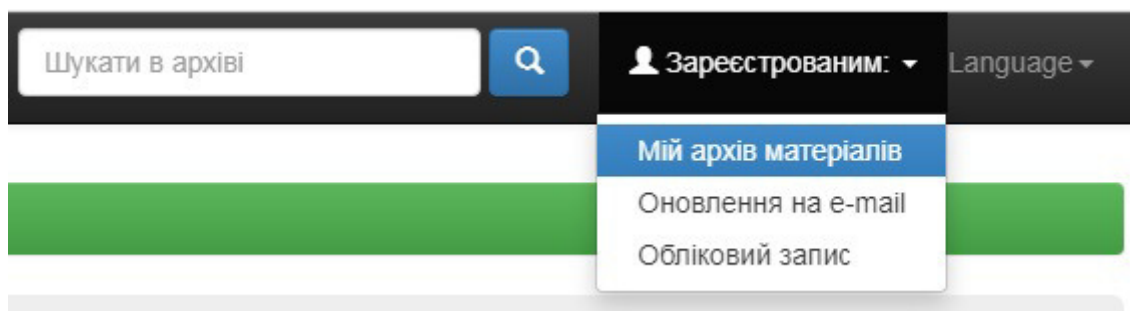 Шукати в архіві
Зареєстрованим:
Language
Мій архів матеріалів
Оновлення на e-mail
Обліковий запис